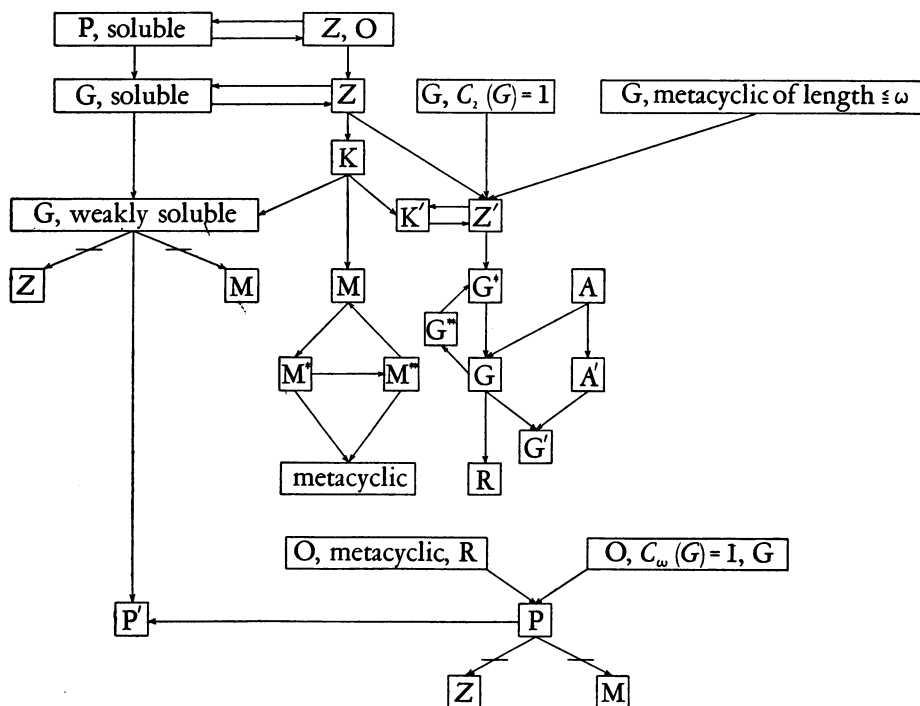 P, soluble
Z, O
G, soluble
Z
G, C₂ (G) = 1
G, metacyclic of length ≦ ω
K
G, weakly soluble
K′
Z′
Z
M
M
G*
A
G**
M*
M**
G
A′
G′
metacyclic
R
O, metacyclic, R
O, C_ω (G) = 1, G
P′
P
Z
M